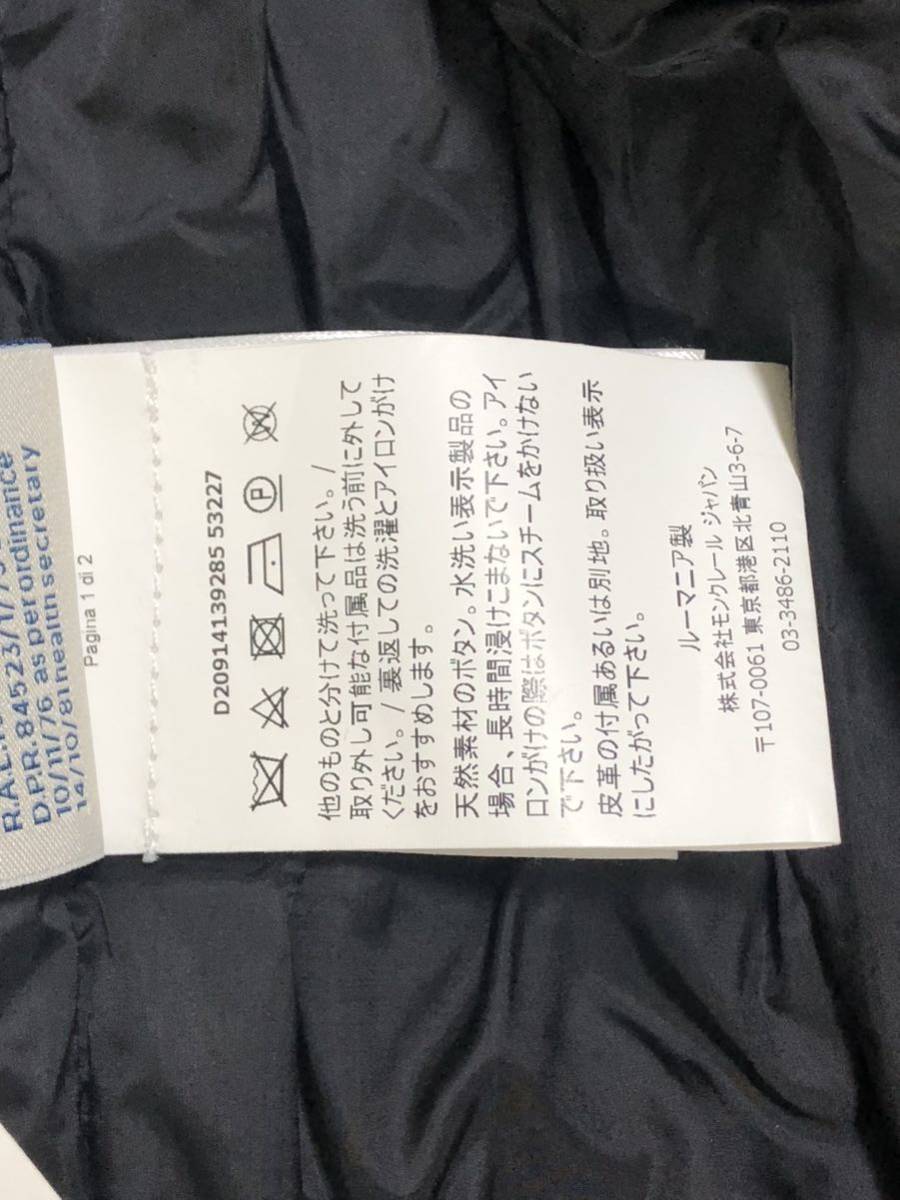 R.A.L.
D.P.R. 84523/1/73
10/11/76 as perordinance
14/10/81health secretary
Pagina 1 di 2
D20914139285 53227
P
他のものと分けて洗って下さい。/
取り外し可能な付属品は洗う前に外して
ください。/ 裏返しての洗濯とアイロンがけ
をおすすめします。
天然素材のボタン。水洗い表示製品の
場合、長時間浸けこまないで下さい。アイ
ロンがけの際はボタンにスチームをかけない
で下さい。
皮革の付属あるいは別地。取り扱い表示
にしたがって下さい。
ルーマニア製
株式会社モンクレール ジャパン
〒107-0061 東京都港区北青山3-6-7
03-3486-2110